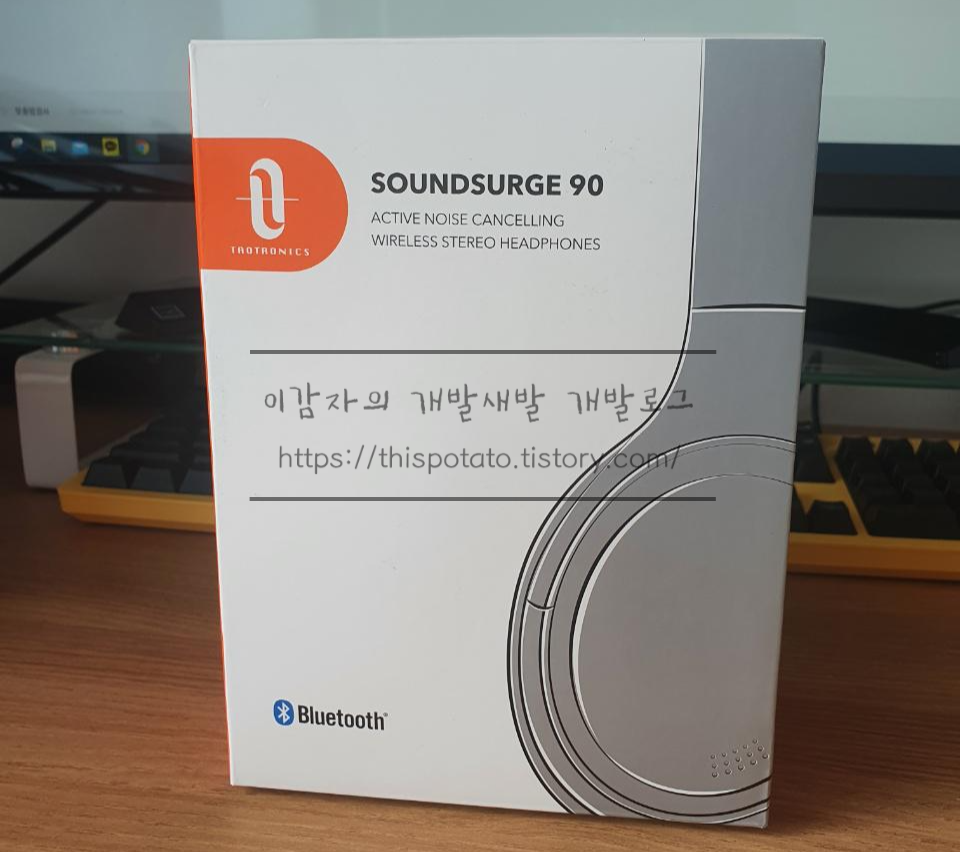 TAOTRONICS
SOUNDSURGE 90
ACTIVE NOISE CANCELLING
WIRELESS STEREO HEADPHONES
이감자의 개발새발 개발로그
https://thispotato.tistory.com/
Bluetooth®